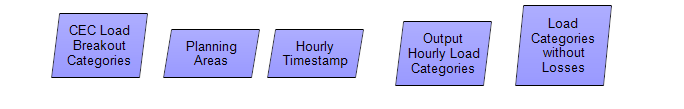 CEC Load
Breakout
Categories
Planning
Areas
Hourly
Timestamp
Output
Hourly Load
Categories
Load
Categories
without
Losses